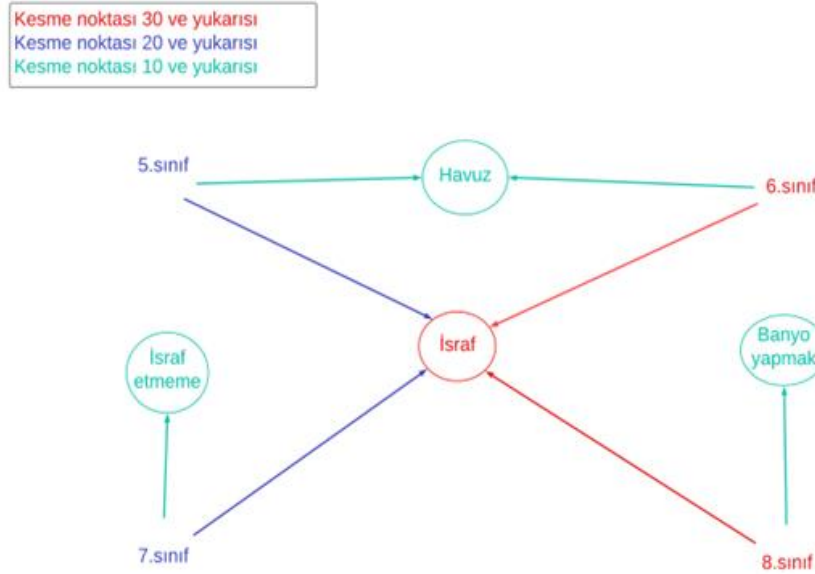 Kesme noktası 30 ve yukarısı
Kesme noktası 20 ve yukarısı
Kesme noktası 10 ve yukarısı
5.sınıf
Havuz
6.sınıf
İsraf
İsraf
etmeme
Banyo
yapmak
7.sınıf
8.sınıf